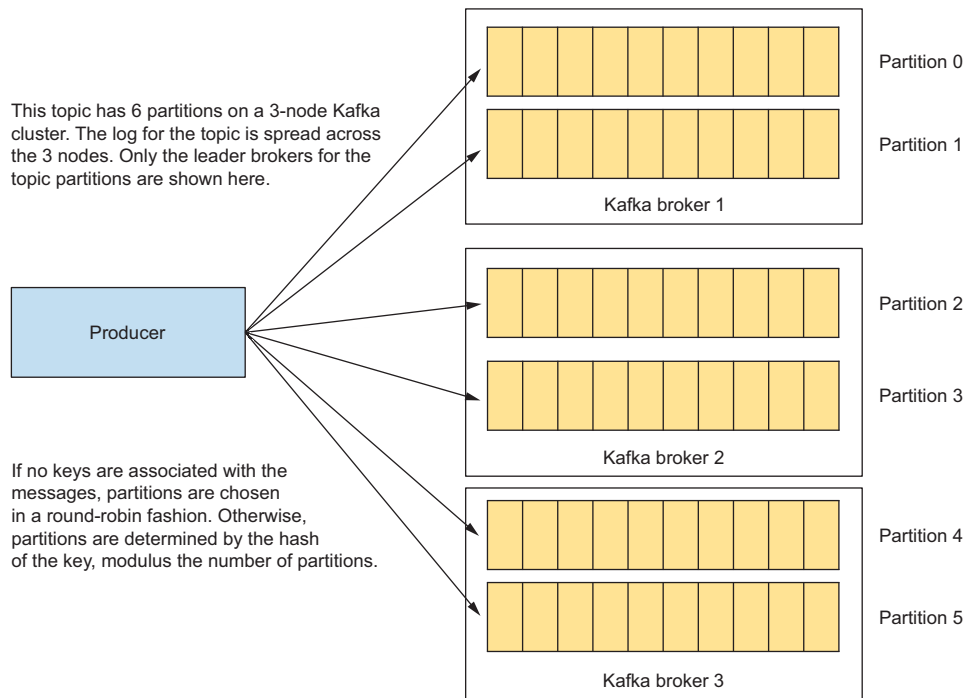 This topic has 6 partitions on a 3-node Kafka
cluster. The log for the topic is spread across
the 3 nodes. Only the leader brokers for the
topic partitions are shown here.
Producer
If no keys are associated with the
messages, partitions are chosen
in a round-robin fashion. Otherwise,
partitions are determined by the hash
of the key, modulus the number of partitions.
Partition 0
Partition 1
Kafka broker 1
Partition 2
Partition 3
Kafka broker 2
Partition 4
Partition 5
Kafka broker 3